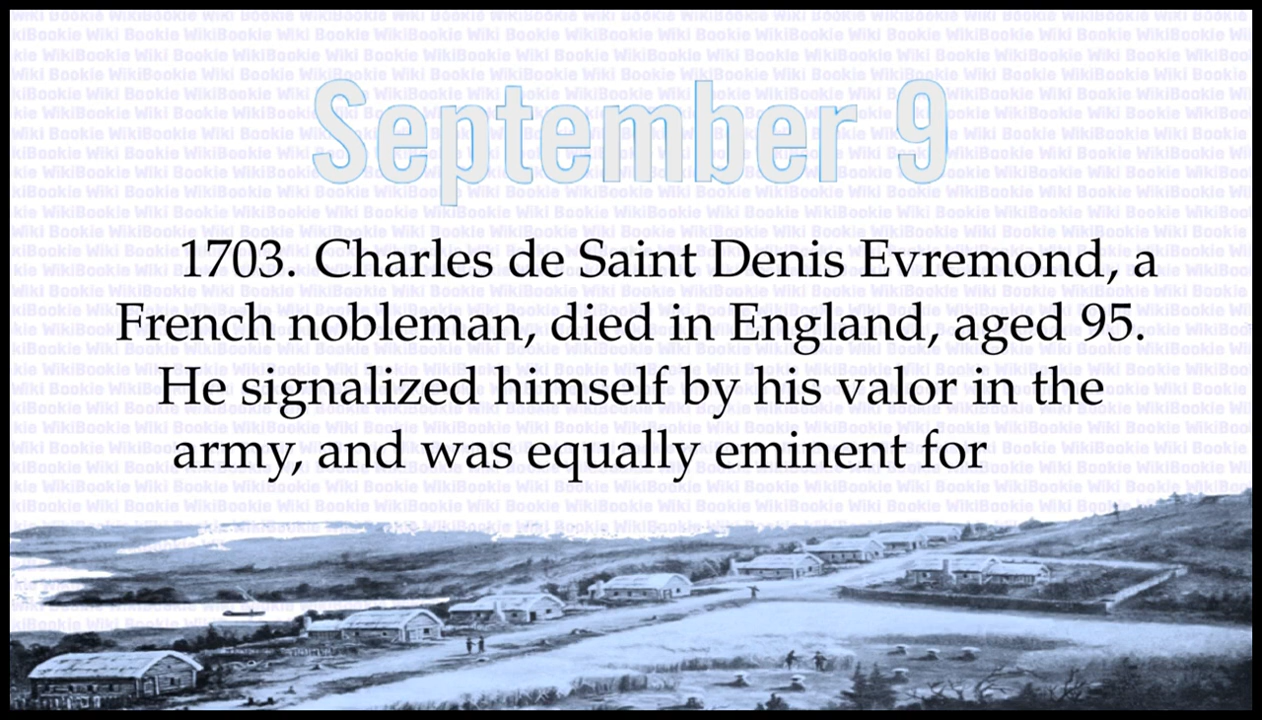 September 9
1703. Charles de Saint Denis Evremond, a
French nobleman, died in England, aged 95.
He signalized himself by his valor in the
army, and was equally eminent for